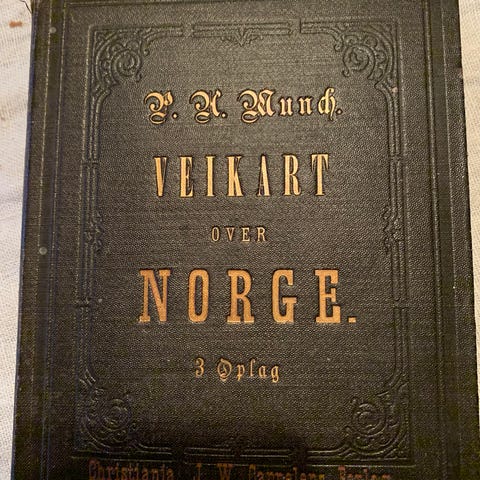 P. A. Munch.
VEIKART
OVER
NORGE.
3 Oplag
Christiania, J. W. Cappelens Forlag